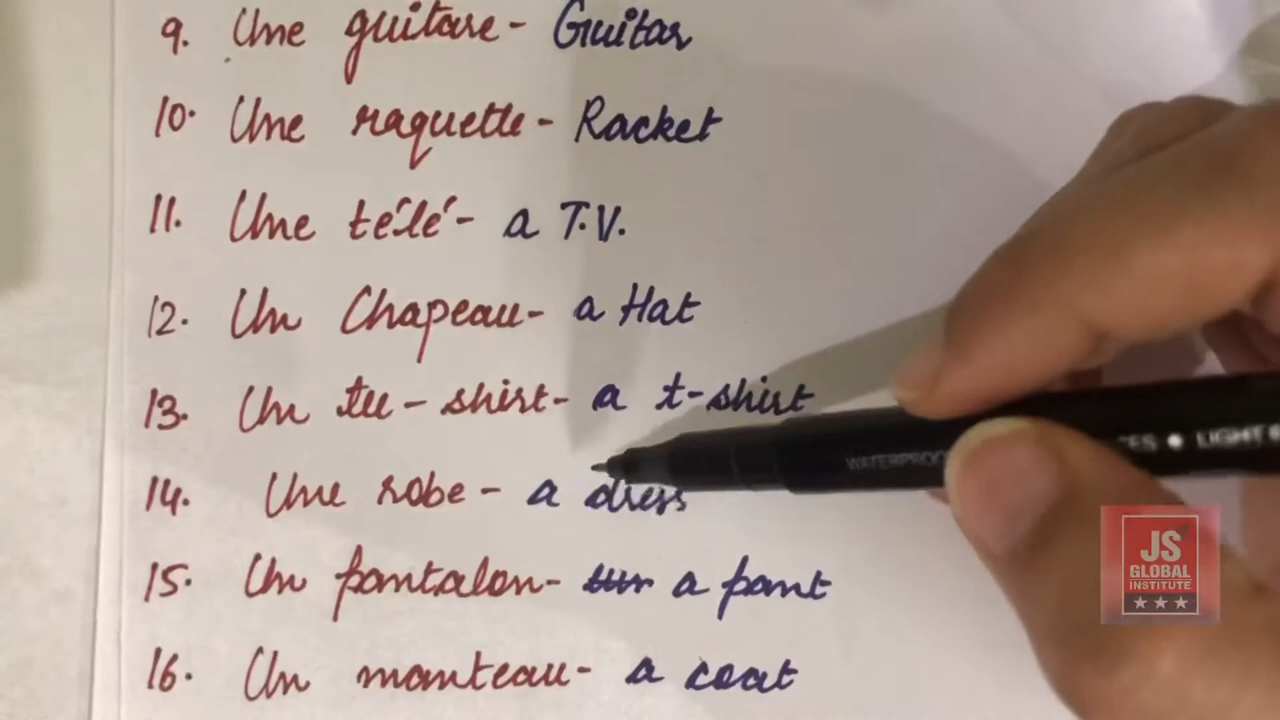 9. Une guitare - Guitar
10. Une raquette - Racket
11. Une télé - a T.V.
12. Un Chapeau - a Hat
13. Un tee-shirt - a t-shirt
14. Une robe - a dress
15. Un pantalon - a pant
16. Un manteau - a coat
WATERPROOF
LIGHT
JS
GLOBAL
INSTITUTE